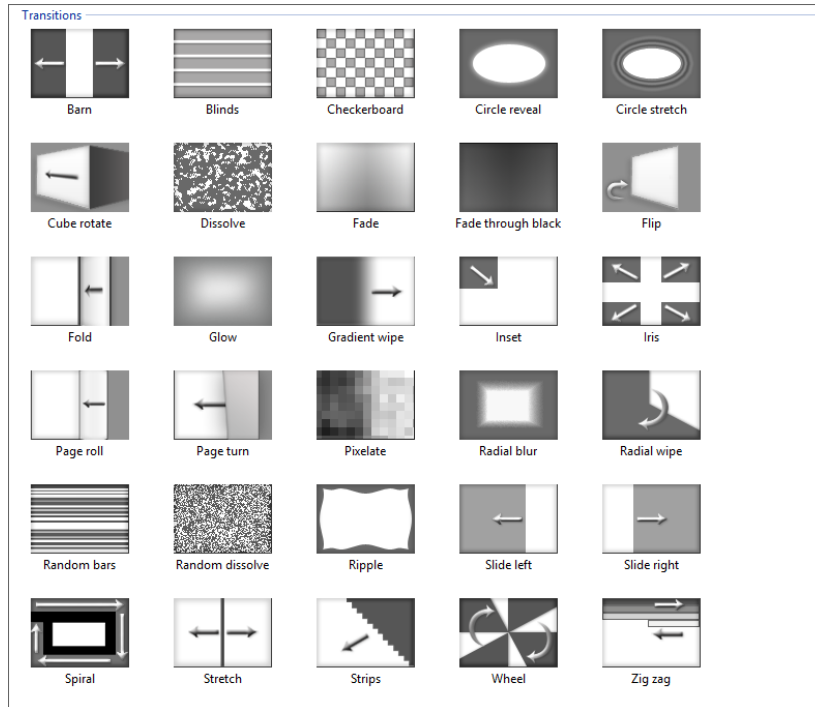 Transitions
Barn
Blinds
Checkerboard
Circle reveal
Circle stretch
Cube rotate
Dissolve
Fade
Fade through black
Flip
Fold
Glow
Gradient wipe
Inset
Iris
Page roll
Page turn
Pixelate
Radial blur
Radial wipe
Random bars
Random dissolve
Ripple
Slide left
Slide right
Spiral
Stretch
Strips
Wheel
Zig zag